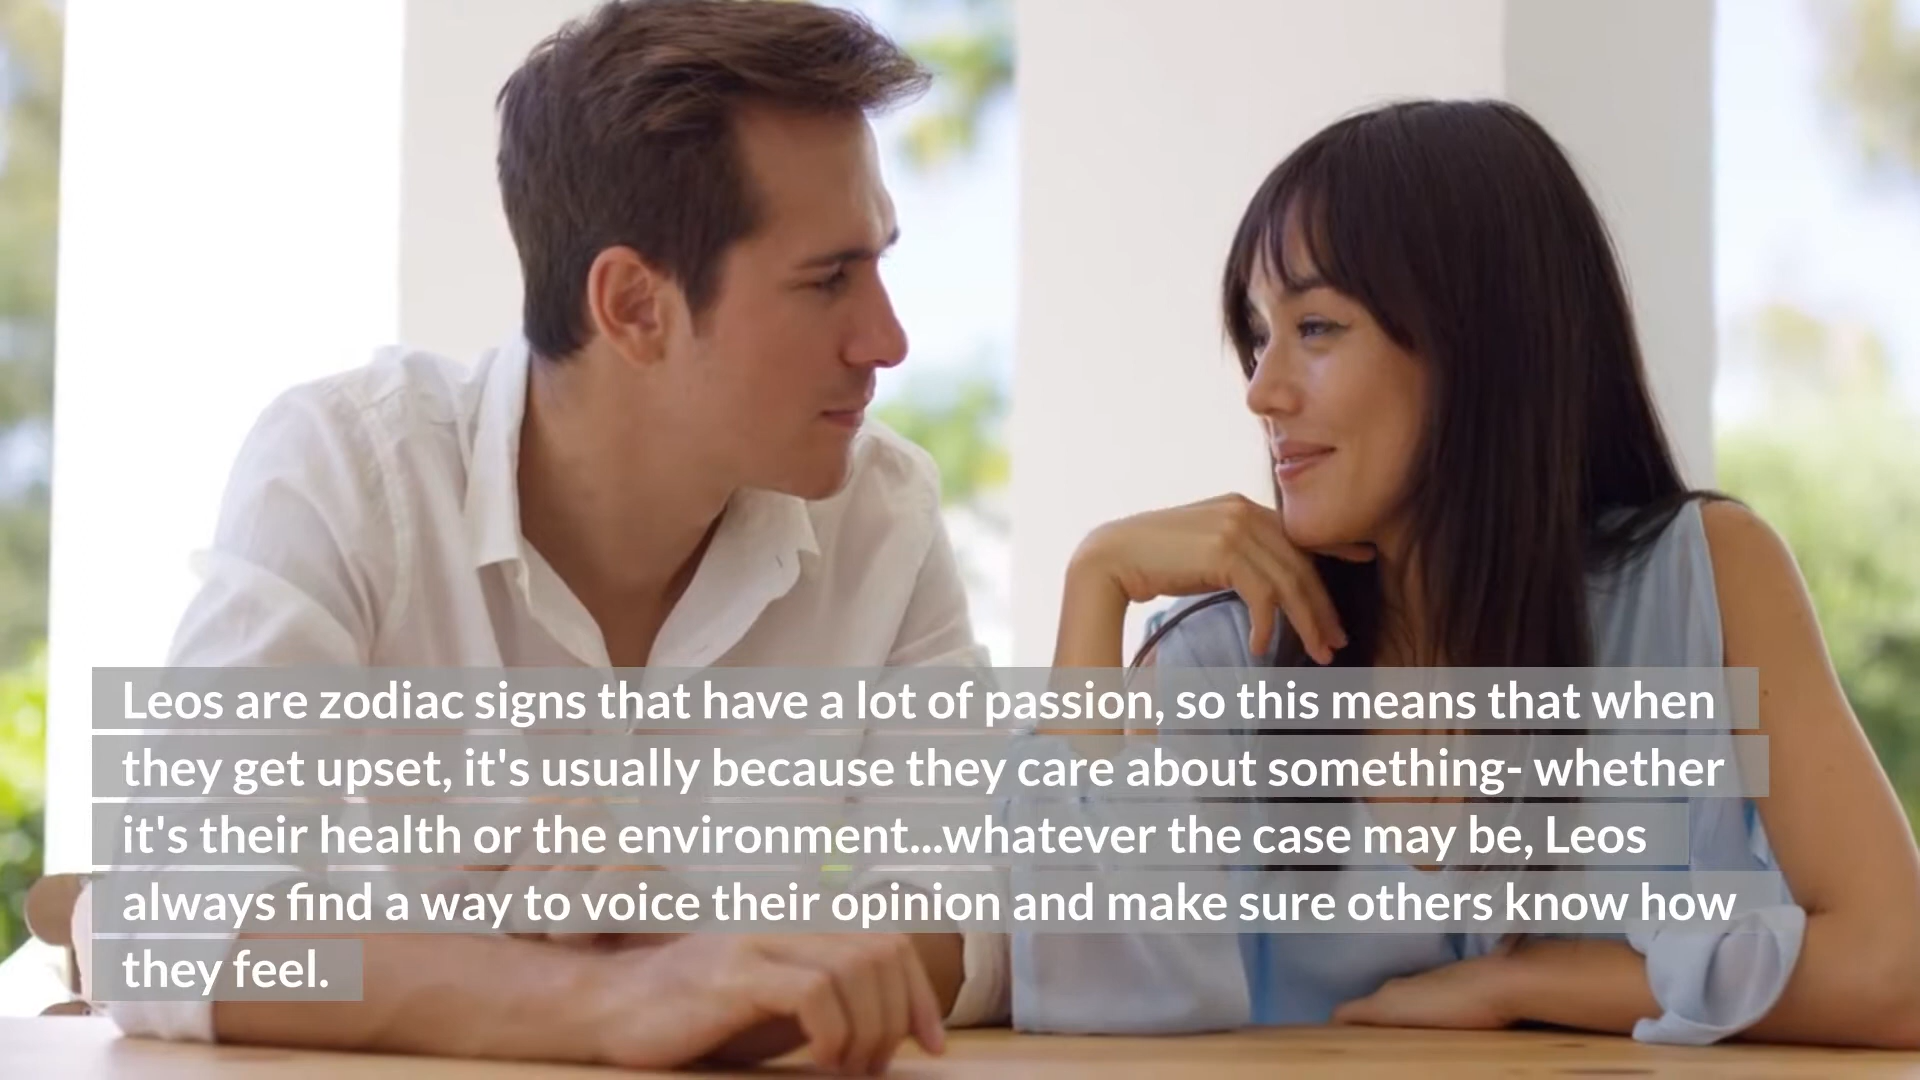 Leos are zodiac signs that have a lot of passion, so this means that when
they get upset, it's usually because they care about something- whether
it's their health or the environment...whatever the case may be, Leos
always find a way to voice their opinion and make sure others know how
they feel.